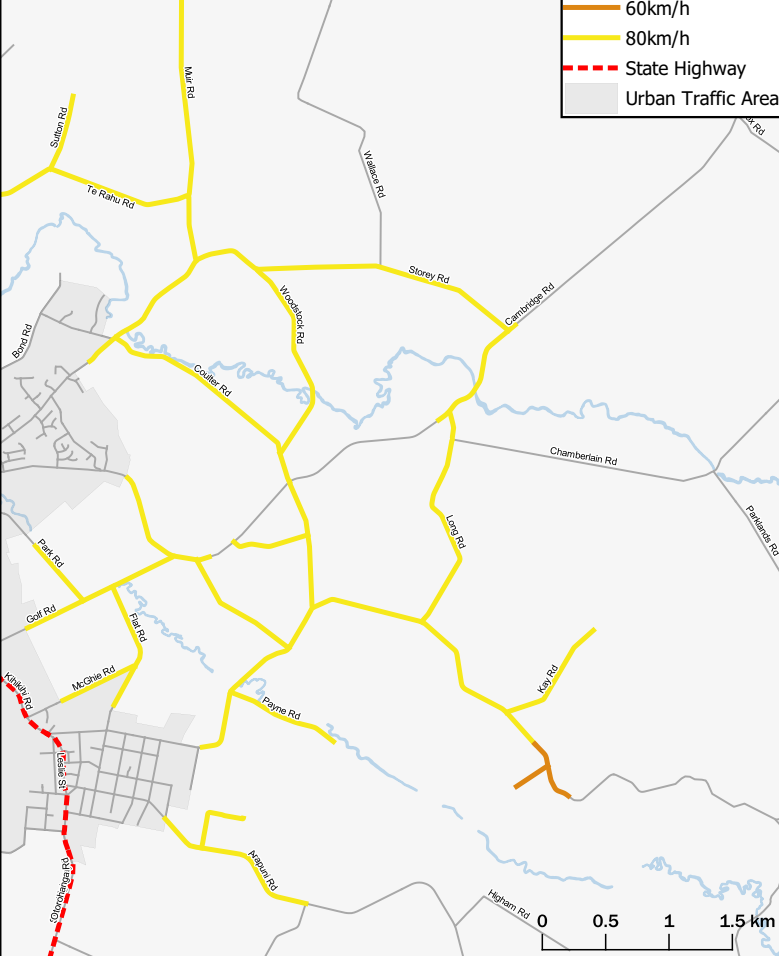 60km/h
80km/h
State Highway
Urban Traffic Area
Muir Rd
Sutton Rd
Te Rahu Rd
Wallace Rd
Storey Rd
Cambridge Rd
Woodstock Rd
Bond Rd
Coulter Rd
Chamberlain Rd
Parklands Rd
Long Rd
Park Rd
Golf Rd
Flat Rd
McGhie Rd
Kihikihi Rd
Kay Rd
Payne Rd
Leslie St
Arapuni Rd
Otorohanga Rd
Higham Rd
0 0.5 1 1.5 km